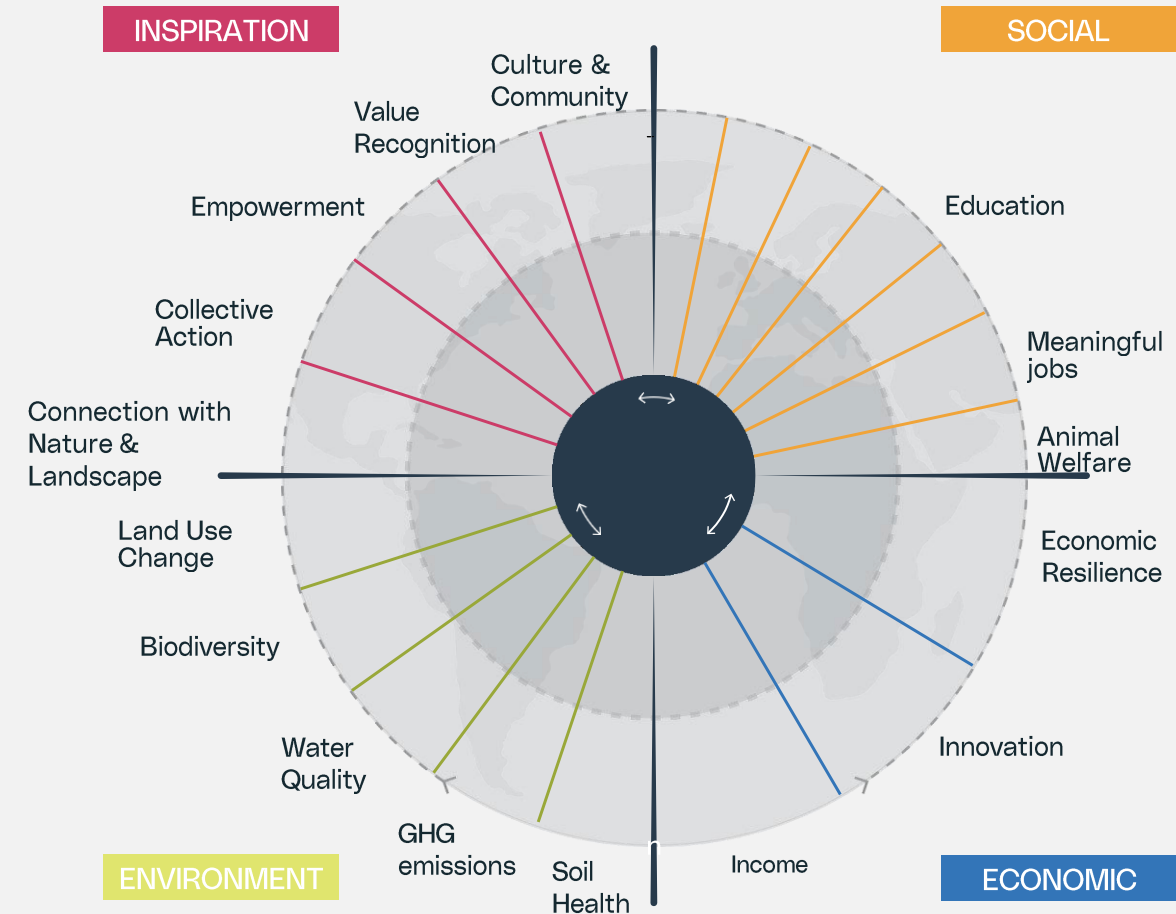 INSPIRATION
SOCIAL
Culture &
Community
Value
Recognition
Empowerment
Education
Collective
Action
Meaningful
jobs
Connection with
Nature &
Landscape
Animal
Welfare
Land Use
Change
Economic
Resilience
Biodiversity
Water
Quality
Innovation
GHG
emissions
Soil
Health
Income
ENVIRONMENT
ECONOMIC